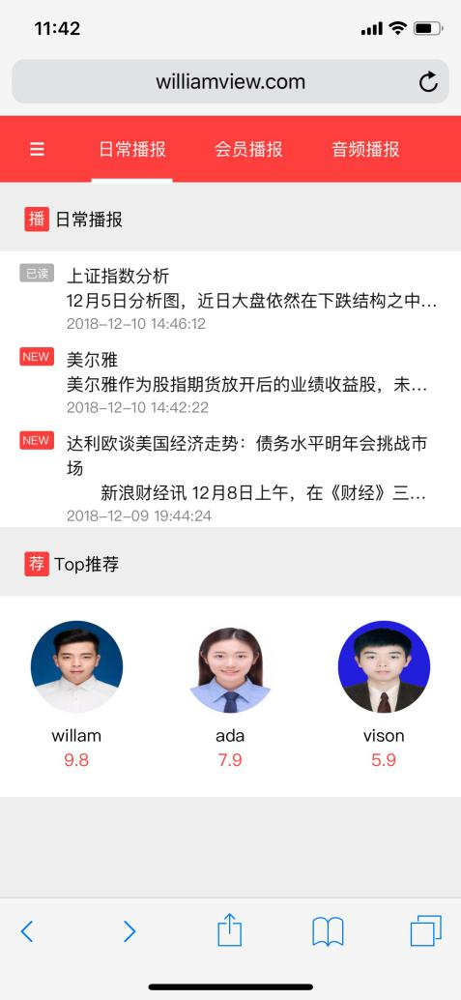 11:42
williamview.com
日常播报 会员播报 音频播报
播 日常播报
已读 上证指数分析
12月5日分析图，近日大盘依然在下跌结构之中...
2018-12-10 14:46:12
NEW 美尔雅
美尔雅作为股指期货放开后的业绩收益股，未...
2018-12-10 14:42:22
NEW 达利欧谈美国经济走势：债务水平明年会挑战市
场
新浪财经讯 12月8日上午，在《财经》三...
2018-12-09 19:44:24
荐 Top推荐
willam ada vison
9.8 7.9 5.9